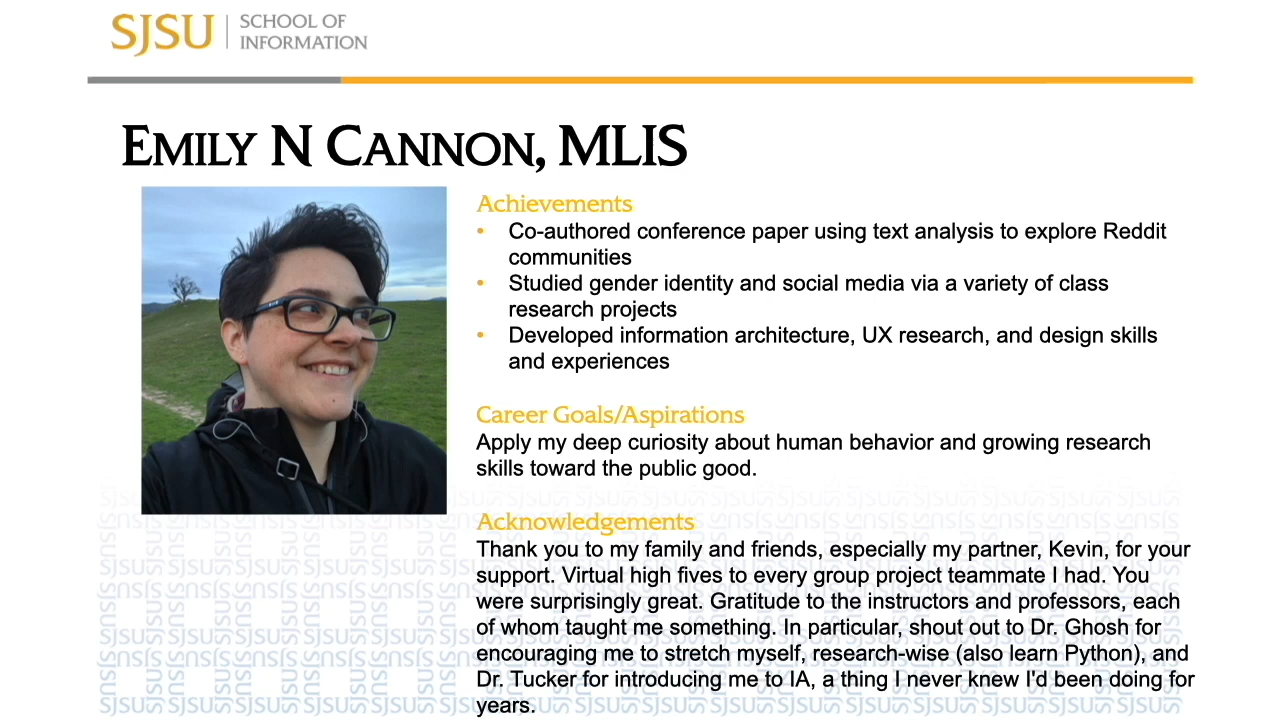 SJSU | SCHOOL OF
INFORMATION
EMILY N CANNON, MLIS
Achievements
• Co-authored conference paper using text analysis to explore Reddit
communities
• Studied gender identity and social media via a variety of class
research projects
• Developed information architecture, UX research, and design skills
and experiences
Career Goals/Aspirations
Apply my deep curiosity about human behavior and growing research
skills toward the public good.
Acknowledgements
Thank you to my family and friends, especially my partner, Kevin, for your
support. Virtual high fives to every group project teammate I had. You
were surprisingly great. Gratitude to the instructors and professors, each
of whom taught me something. In particular, shout out to Dr. Ghosh for
encouraging me to stretch myself, research-wise (also learn Python), and
Dr. Tucker for introducing me to IA, a thing I never knew I'd been doing for
years.